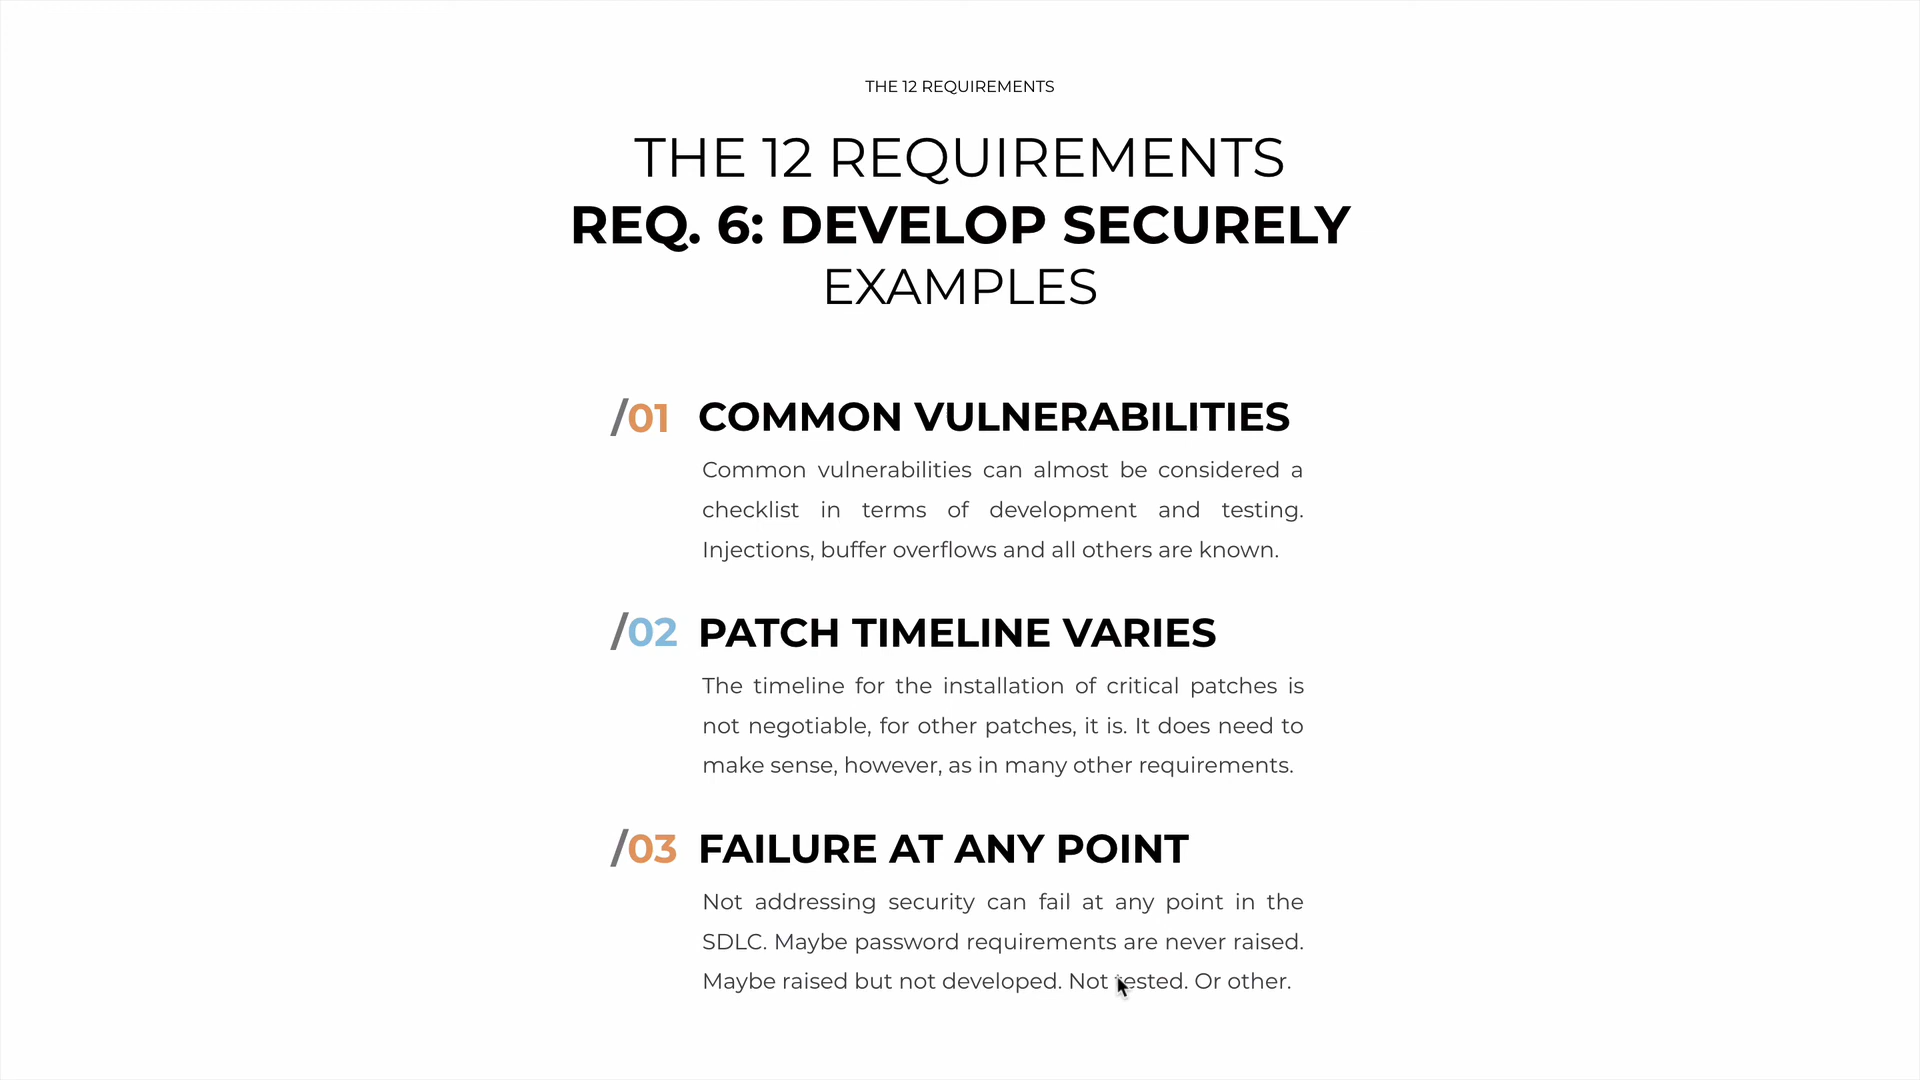 THE 12 REQUIREMENTS
THE 12 REQUIREMENTS
REQ. 6: DEVELOP SECURELY
EXAMPLES
/01 COMMON VULNERABILITIES
Common vulnerabilities can almost be considered a
checklist in terms of development and testing.
Injections, buffer overflows and all others are known.
/02 PATCH TIMELINE VARIES
The timeline for the installation of critical patches is
not negotiable, for other patches, it is. It does need to
make sense, however, as in many other requirements.
/03 FAILURE AT ANY POINT
Not addressing security can fail at any point in the
SDLC. Maybe password requirements are never raised.
Maybe raised but not developed. Not tested. Or other.